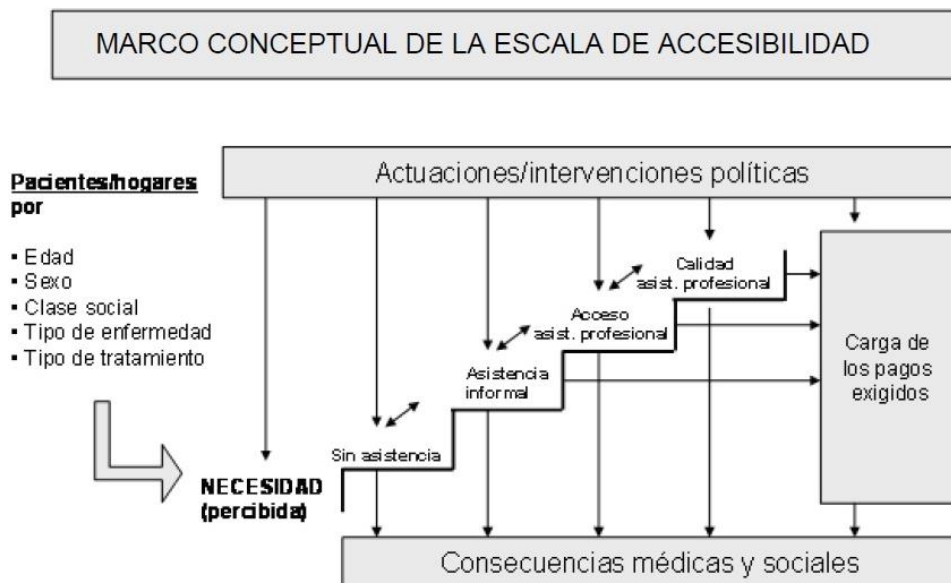 MARCO CONCEPTUAL DE LA ESCALA DE ACCESIBILIDAD
Actuaciones/intervenciones políticas
Pacientes/hogares
por
▪ Edad
▪ Sexo
▪ Clase social
▪ Tipo de enfermedad
▪ Tipo de tratamiento
Calidad
asist. profesional
Acceso
asist. profesional
Asistencia
informal
Sin asistencia
NECESIDAD
(percibida)
Carga de
los pagos
exigidos
Consecuencias médicas y sociales